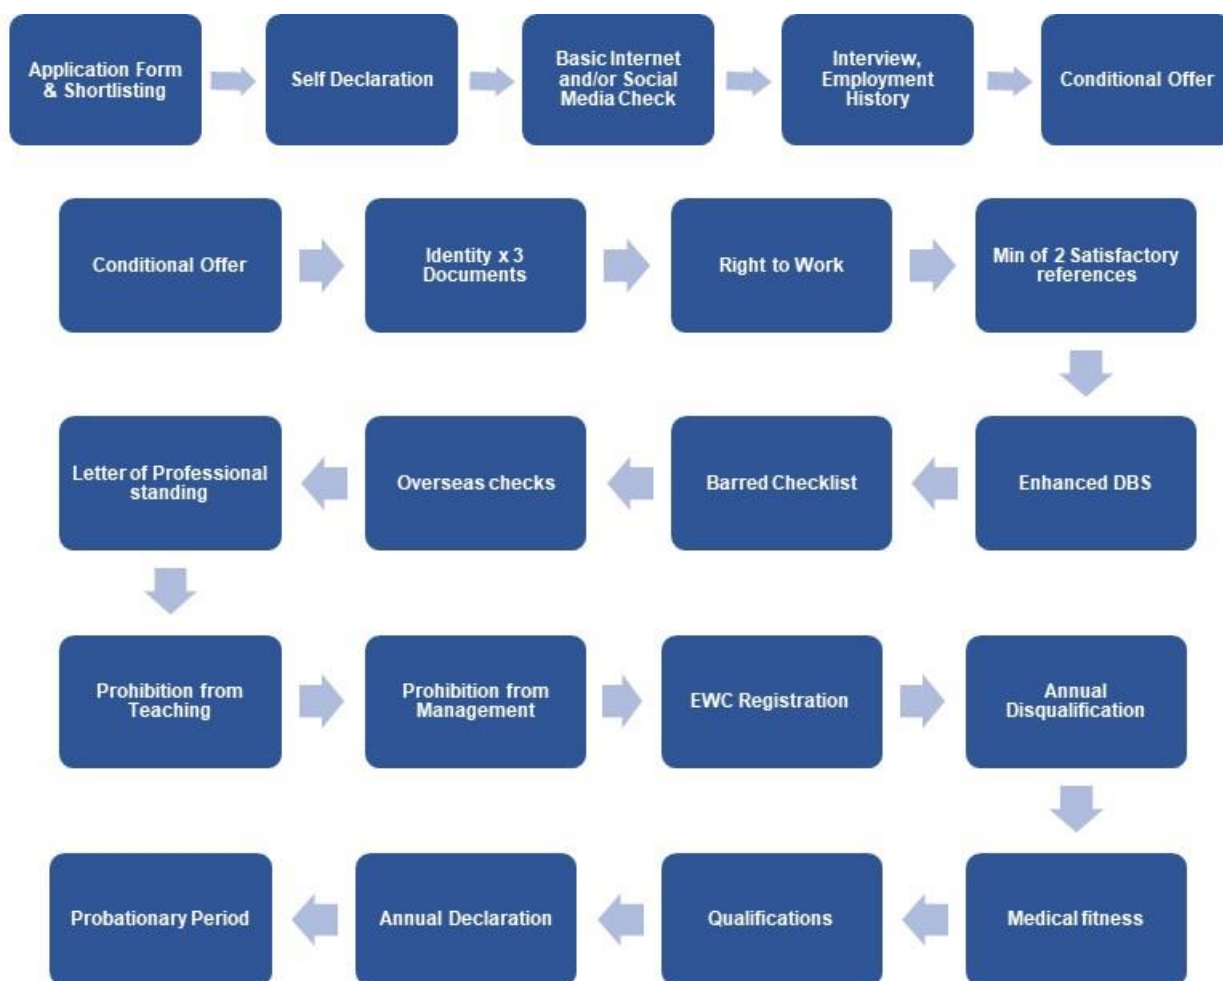 Application Form
& Shortlisting
Self Declaration
Basic Internet
and/or Social
Media Check
Interview,
Employment
History
Conditional Offer
Conditional Offer
Identity x 3
Documents
Right to Work
Min of 2 Satisfactory
references
Enhanced DBS
Barred Checklist
Overseas checks
Letter of Professional
standing
Prohibition from
Teaching
Prohibition from
Management
EWC Registration
Annual
Disqualification
Medical fitness
Qualifications
Annual Declaration
Probationary Period